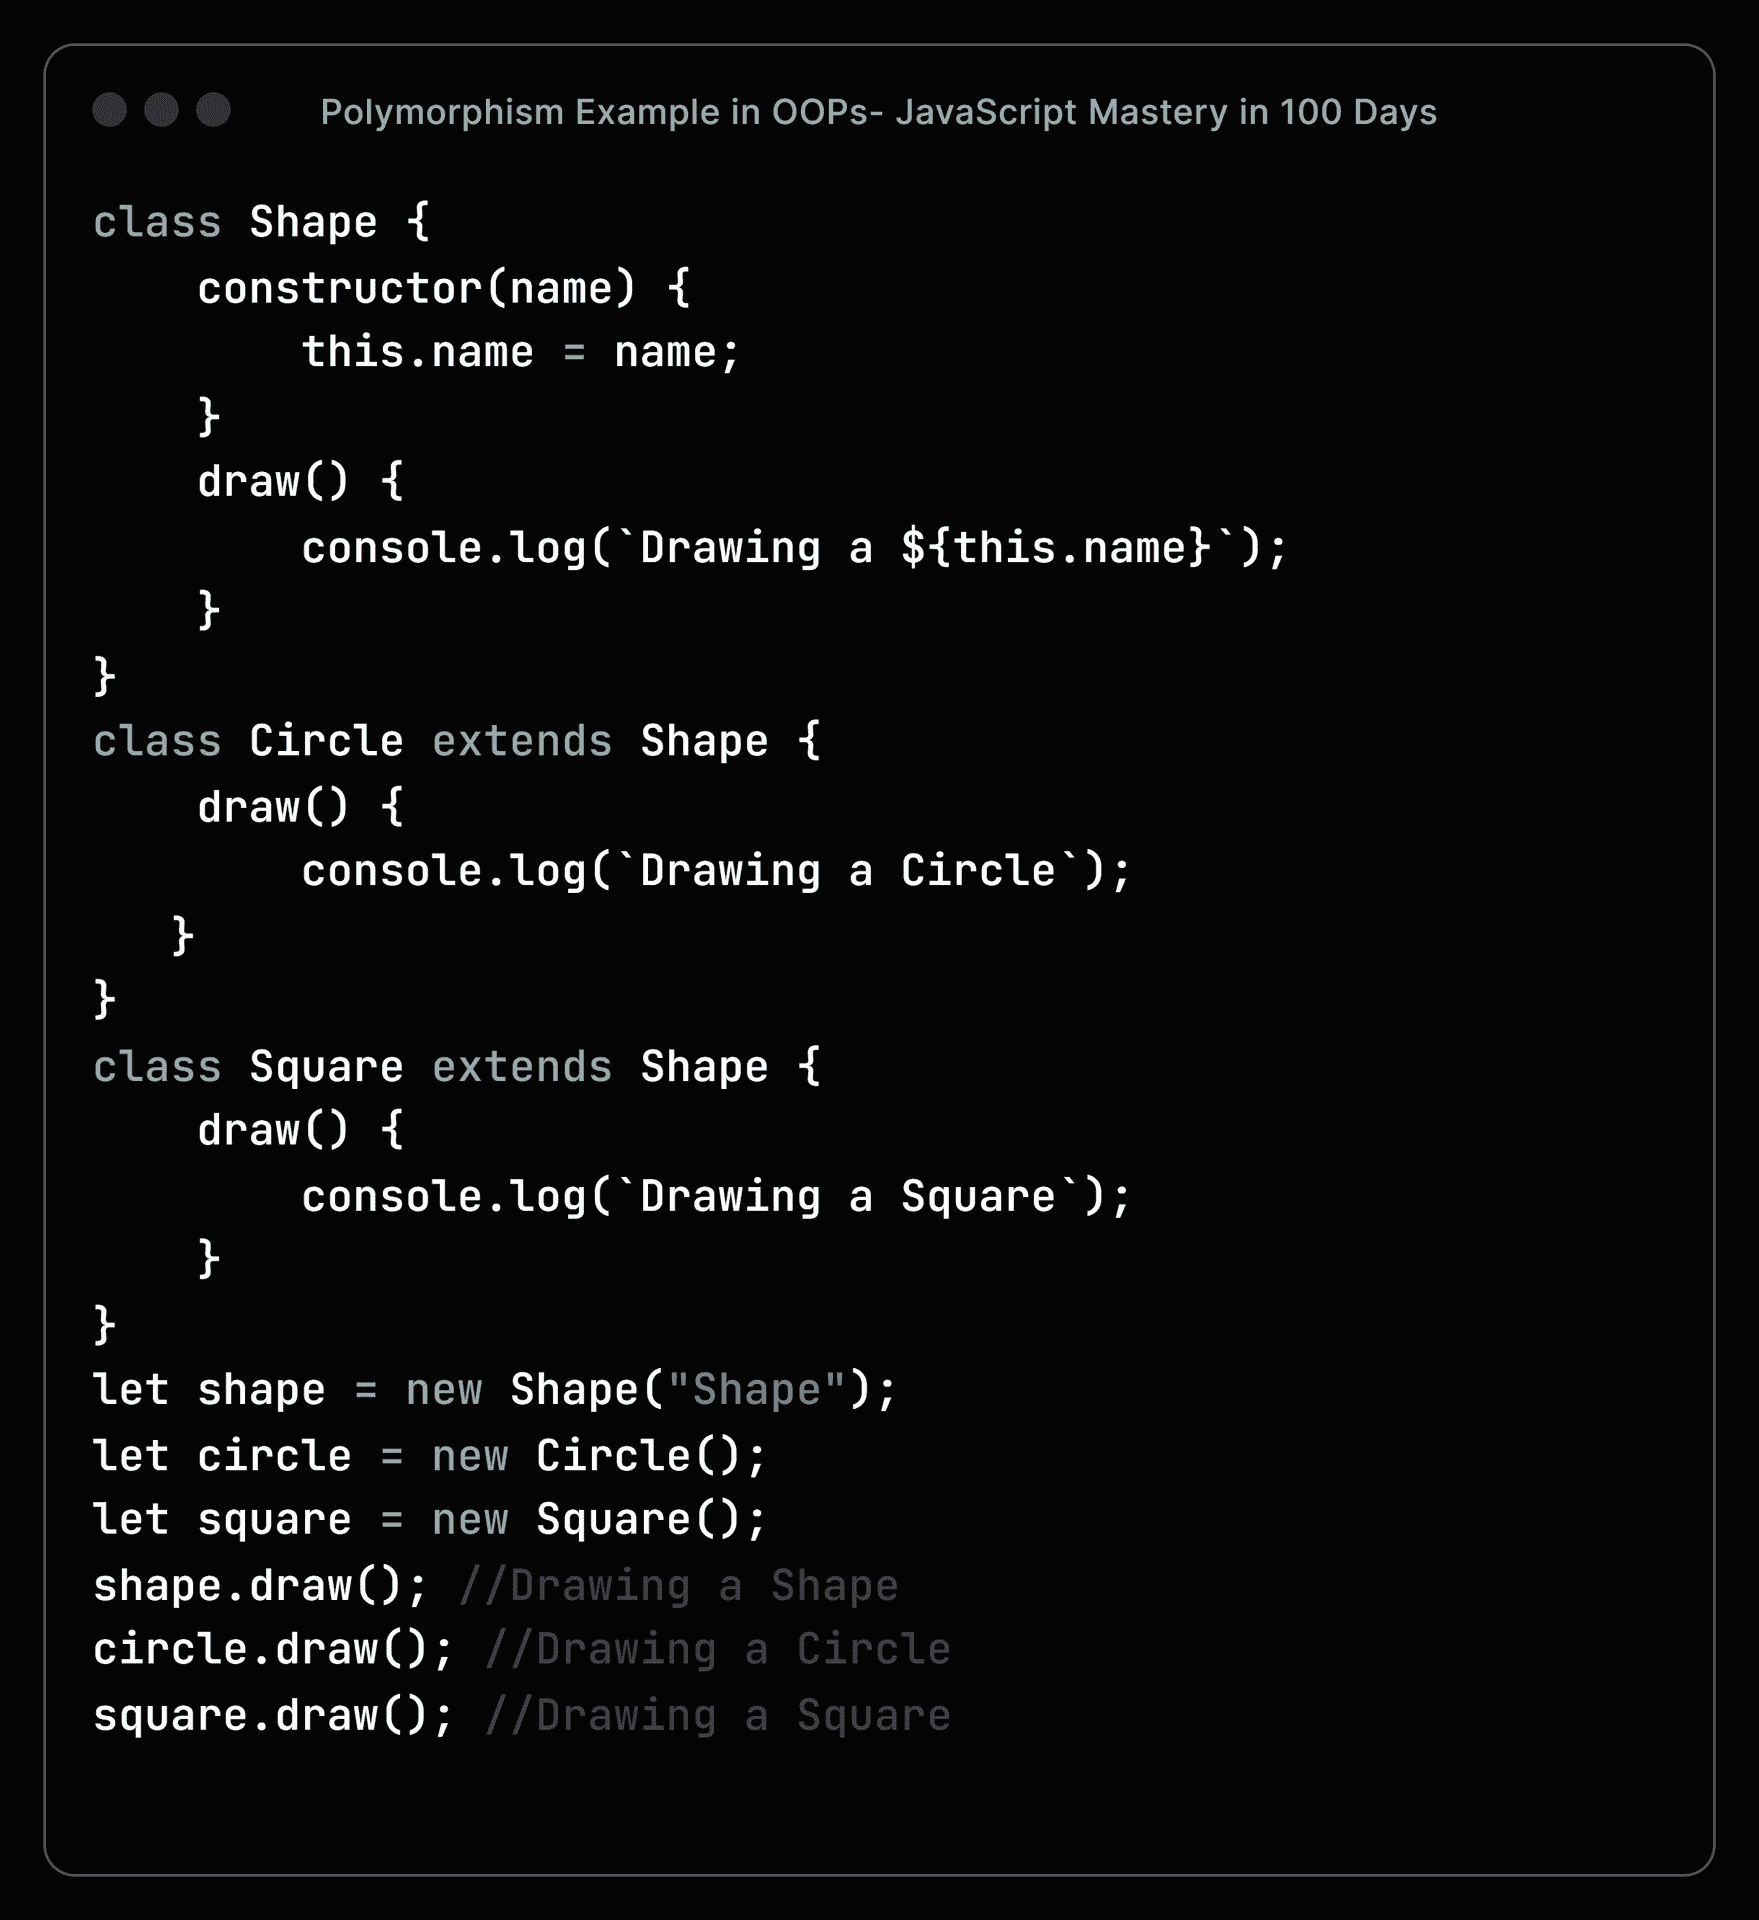 Polymorphism Example in OOPs- JavaScript Mastery in 100 Days
class Shape {
    constructor(name) {
        this.name = name;
    }
    draw() {
        console.log(`Drawing a ${this.name}`);
    }
}
class Circle extends Shape {
    draw() {
        console.log(`Drawing a Circle`);
   }
}
class Square extends Shape {
    draw() {
        console.log(`Drawing a Square`);
    }
}
let shape = new Shape("Shape");
let circle = new Circle();
let square = new Square();
shape.draw(); //Drawing a Shape
circle.draw(); //Drawing a Circle
square.draw(); //Drawing a Square